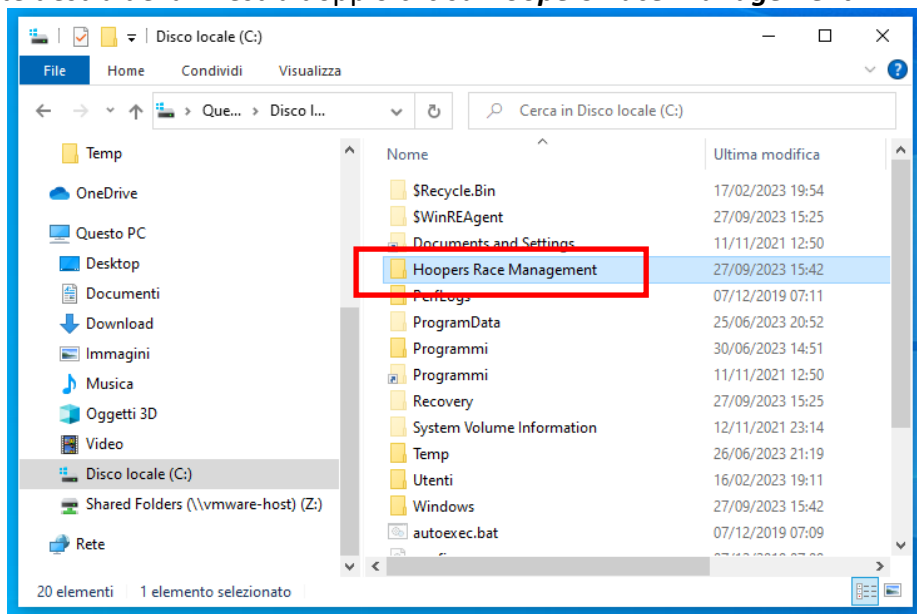 Hoopers Race Management
Disco locale (C:)
File Home Condividi Visualizza
Que... Disco l... Cerca in Disco locale (C:)
Temp
OneDrive
Questo PC
Desktop
Documenti
Download
Immagini
Musica
Oggetti 3D
Video
Disco locale (C:)
Shared Folders (\\vmware-host) (Z:)
Rete
Nome Ultima modifica
$Recycle.Bin 17/02/2023 19:54
$WinREAgent 27/09/2023 15:25
Documents and Settings 11/11/2021 12:50
Hoopers Race Management 27/09/2023 15:42
PerfLogs 07/12/2019 07:11
ProgramData 25/06/2023 20:52
Programmi 30/06/2023 14:51
Programmi 11/11/2021 12:50
Recovery 27/09/2023 15:25
System Volume Information 12/11/2021 23:14
Temp 26/06/2023 21:19
Utenti 16/02/2023 19:11
Windows 27/09/2023 15:42
autoexec.bat 07/12/2019 07:09
20 elementi 1 elemento selezionato